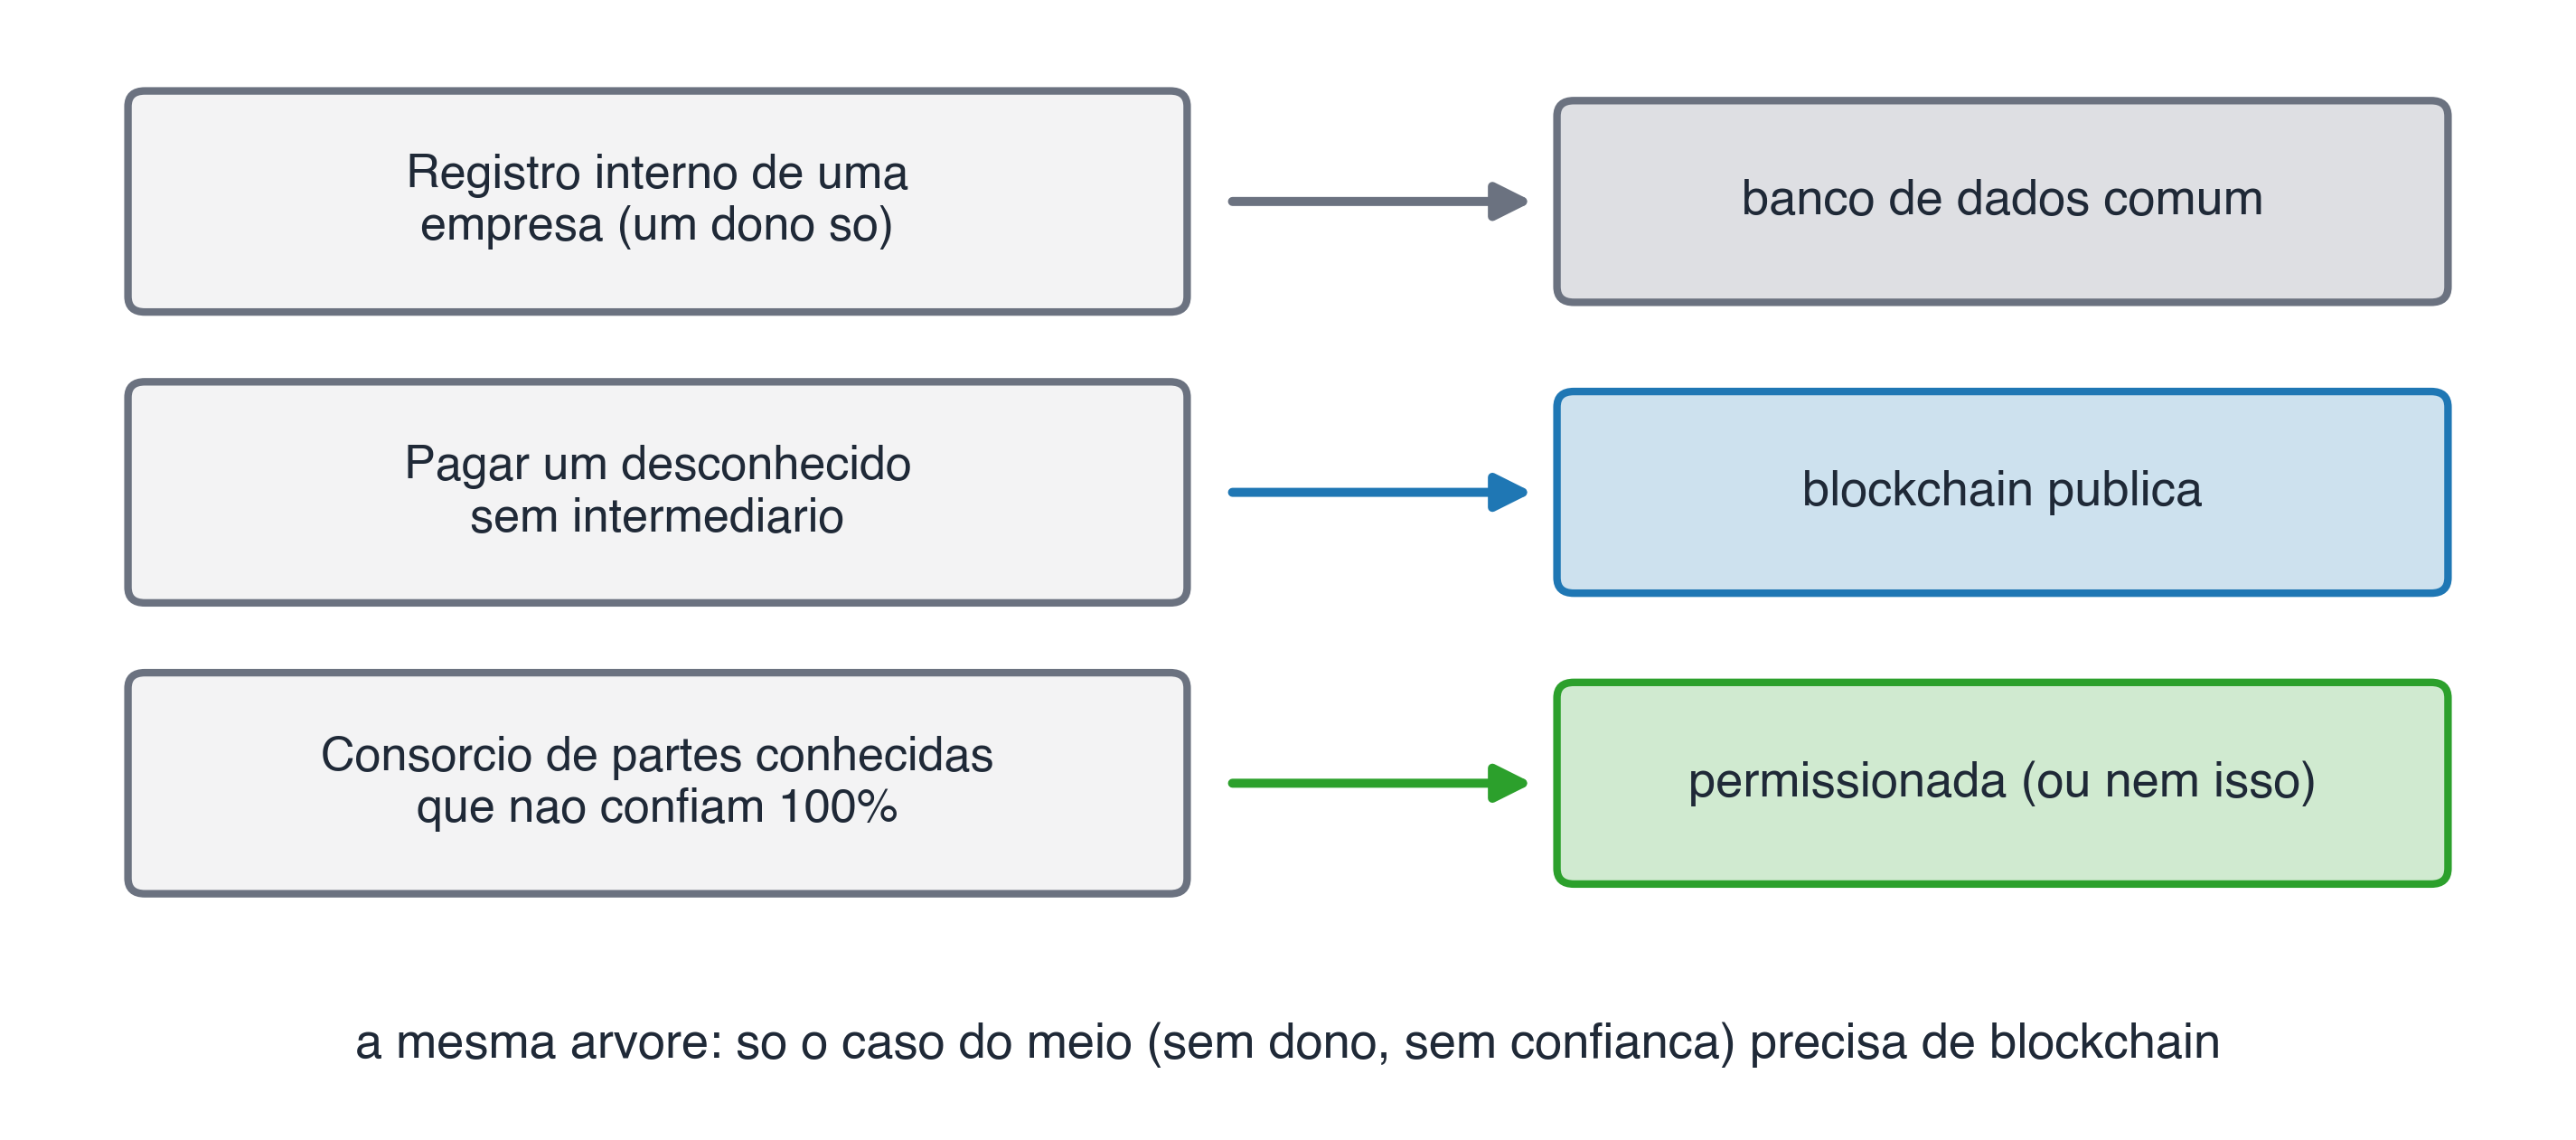 Registro interno de uma
empresa (um dono so)
banco de dados comum
Pagar um desconhecido
sem intermediario
blockchain publica
Consorcio de partes conhecidas
que nao confiam 100%
permissionada (ou nem isso)
a mesma arvore: so o caso do meio (sem dono, sem confianca) precisa de blockchain